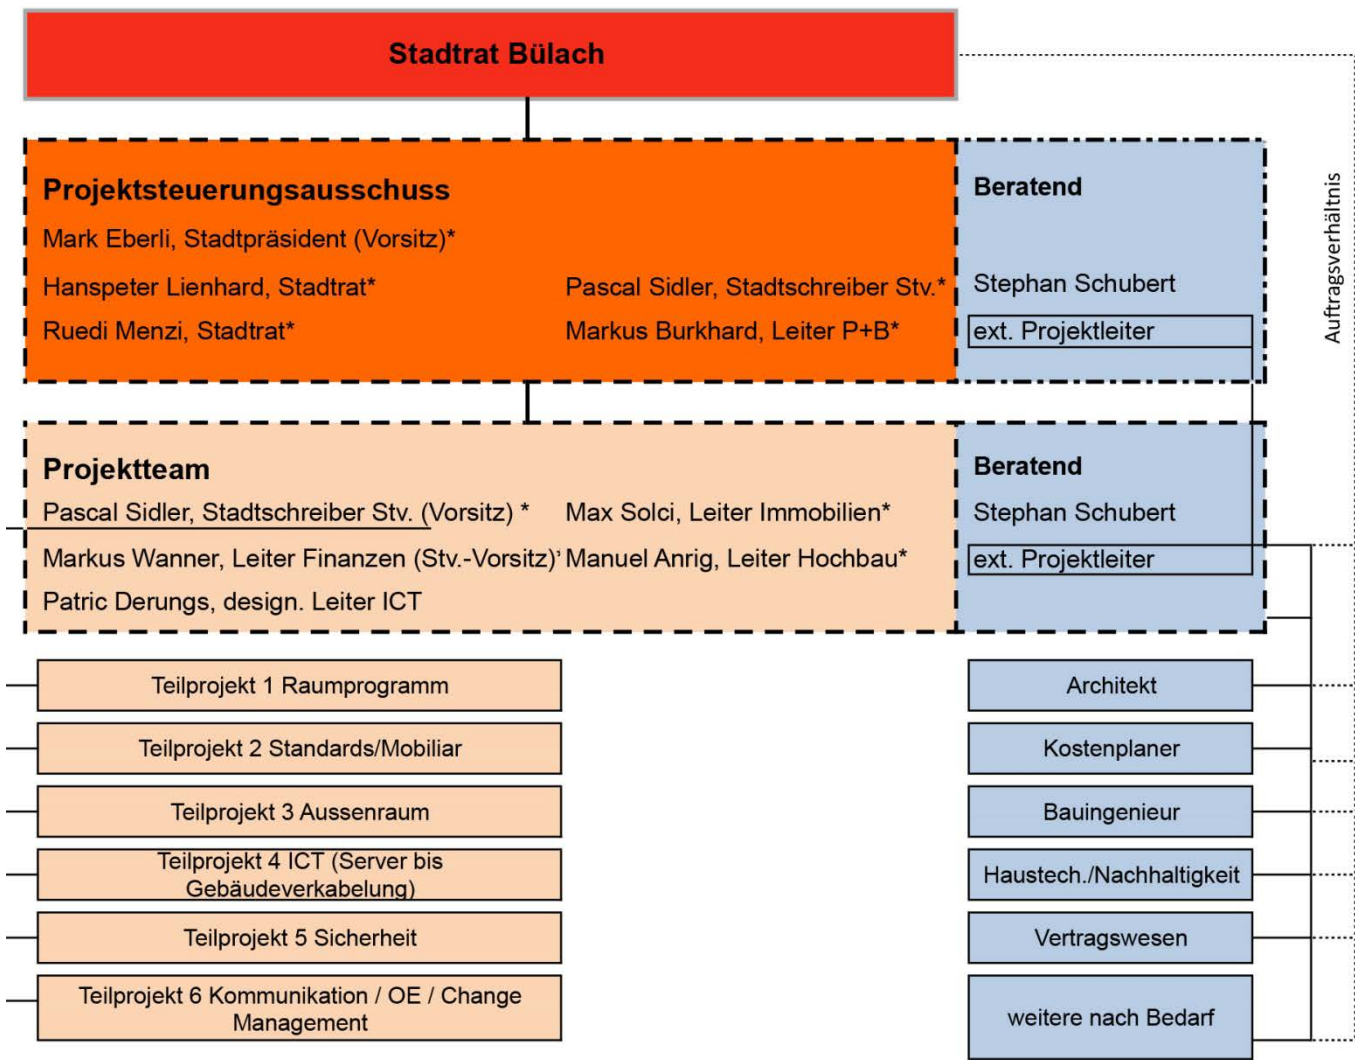 Stadtrat Bülach
Projektsteuerungsausschuss
Mark Eberli, Stadtpräsident (Vorsitz)*
Hanspeter Lienhard, Stadtrat*
Pascal Sidler, Stadtschreiber Stv.*
Ruedi Menzi, Stadtrat*
Markus Burkhard, Leiter P+B*
Beratend
Stephan Schubert
ext. Projektleiter
Auftragsverhältnis
Projektteam
Pascal Sidler, Stadtschreiber Stv. (Vorsitz) *
Max Solci, Leiter Immobilien*
Markus Wanner, Leiter Finanzen (Stv.-Vorsitz)*
Manuel Anrig, Leiter Hochbau*
Patric Derungs, design. Leiter ICT
Beratend
Stephan Schubert
ext. Projektleiter
Teilprojekt 1 Raumprogramm
Teilprojekt 2 Standards/Mobiliar
Teilprojekt 3 Aussenraum
Teilprojekt 4 ICT (Server bis
Gebäudeverkabelung)
Teilprojekt 5 Sicherheit
Teilprojekt 6 Kommunikation / OE / Change
Management
Architekt
Kostenplaner
Bauingenieur
Haustech./Nachhaltigkeit
Vertragswesen
weitere nach Bedarf